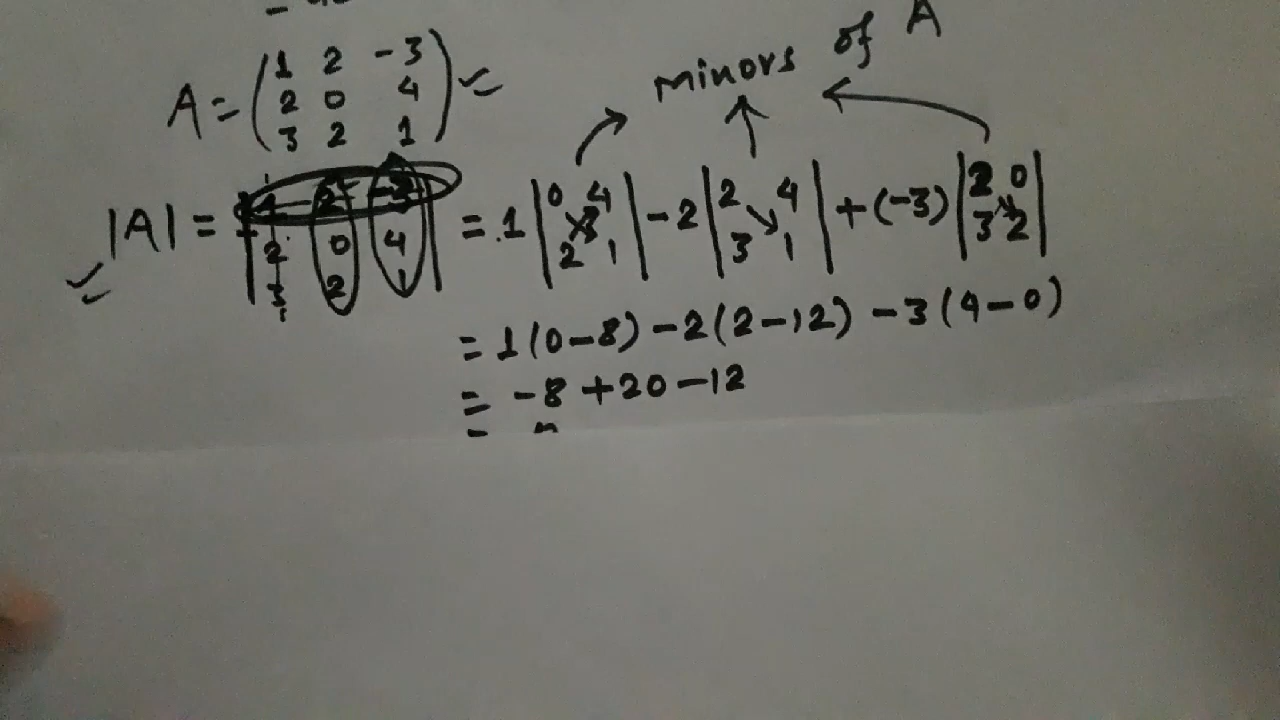 minors of A
A = (1 2 -3
2 0 4
3 2 1)
|A| = |1 2 -3
2 0 4
3 2 1| = 1 |0 4
2 1| - 2 |2 4
3 1| + (-3) |2 0
3 2|
= 1(0-8) - 2(2-12) - 3(4-0)
= -8 + 20 - 12
=